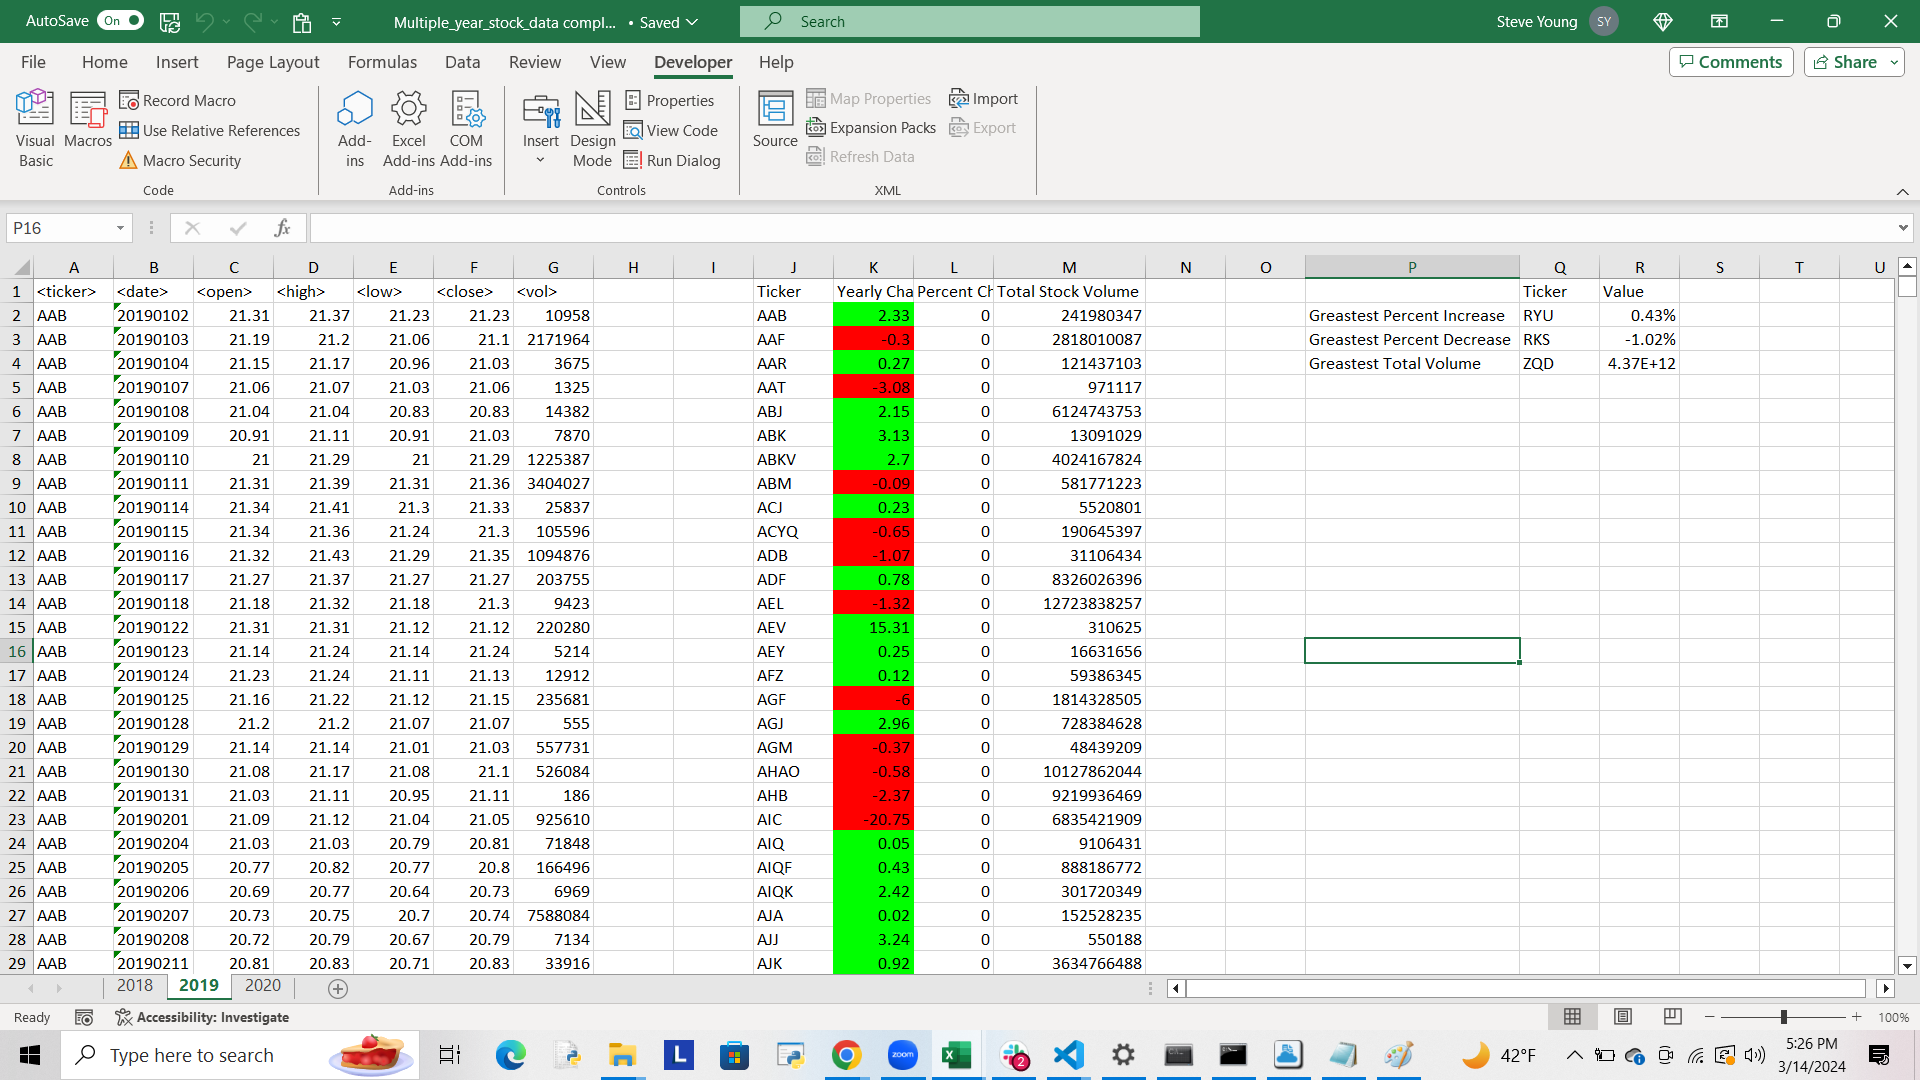 AutoSave On Multiple_year_stock_data compl... • Saved Search Steve Young SY
File Home Insert Page Layout Formulas Data Review View Developer Help Comments Share
Visual Basic Macros Record Macro Use Relative References Macro Security Code
Add-ins Excel Add-ins COM Add-ins Add-ins
Insert Design Mode Properties View Code Run Dialog Controls
Source Map Properties Expansion Packs Refresh Data Import Export XML
P16 fx
A B C D E F G H I J K L M N O P Q R S T U
1 <ticker> <date> <open> <high> <low> <close> <vol> Ticker Yearly Cha Percent Ch Total Stock Volume Ticker Value
2 AAB 20190102 21.31 21.37 21.23 21.23 10958 AAB 2.33 0 241980347 Greastest Percent Increase RYU 0.43%
3 AAB 20190103 21.19 21.2 21.06 21.1 2171964 AAF -0.3 0 2818010087 Greastest Percent Decrease RKS -1.02%
4 AAB 20190104 21.15 21.17 20.96 21.03 3675 AAR 0.27 0 121437103 Greastest Total Volume ZQD 4.37E+12
5 AAB 20190107 21.06 21.07 21.03 21.06 1325 AAT -3.08 0 971117
6 AAB 20190108 21.04 21.04 20.83 20.83 14382 ABJ 2.15 0 6124743753
7 AAB 20190109 20.91 21.11 20.91 21.03 7870 ABK 3.13 0 13091029
8 AAB 20190110 21 21.29 21 21.29 1225387 ABKV 2.7 0 4024167824
9 AAB 20190111 21.31 21.39 21.31 21.36 3404027 ABM -0.09 0 581771223
10 AAB 20190114 21.34 21.41 21.3 21.33 25837 ACJ 0.23 0 5520801
11 AAB 20190115 21.34 21.36 21.24 21.3 105596 ACYQ -0.65 0 190645397
12 AAB 20190116 21.32 21.43 21.29 21.35 1094876 ADB -1.07 0 31106434
13 AAB 20190117 21.27 21.37 21.27 21.27 203755 ADF 0.78 0 8326026396
14 AAB 20190118 21.18 21.32 21.18 21.3 9423 AEL -1.32 0 12723838257
15 AAB 20190122 21.31 21.31 21.12 21.12 220280 AEV 15.31 0 310625
16 AAB 20190123 21.14 21.24 21.14 21.24 5214 AEY 0.25 0 16631656
17 AAB 20190124 21.23 21.24 21.11 21.13 12912 AFZ 0.12 0 59386345
18 AAB 20190125 21.16 21.22 21.12 21.15 235681 AGF -6 0 1814328505
19 AAB 20190128 21.2 21.2 21.07 21.07 555 AGJ 2.96 0 728384628
20 AAB 20190129 21.14 21.14 21.01 21.03 557731 AGM -0.37 0 48439209
21 AAB 20190130 21.08 21.17 21.08 21.1 526084 AHAO -0.58 0 10127862044
22 AAB 20190131 21.03 21.11 20.95 21.11 186 AHB -2.37 0 9219936469
23 AAB 20190201 21.09 21.12 21.04 21.05 925610 AIC -20.75 0 6835421909
24 AAB 20190204 21.03 21.03 20.79 20.81 71848 AIQ 0.05 0 9106431
25 AAB 20190205 20.77 20.82 20.77 20.8 166496 AIQF 0.43 0 888186772
26 AAB 20190206 20.69 20.77 20.64 20.73 6969 AIQK 2.42 0 301720349
27 AAB 20190207 20.73 20.75 20.7 20.74 7588084 AJA 0.02 0 152528235
28 AAB 20190208 20.72 20.79 20.67 20.79 7134 AJJ 3.24 0 550188
29 AAB 20190211 20.81 20.83 20.71 20.83 33916 AJK 0.92 0 3634766488
2018 2019 2020
Ready Accessibility: Investigate 100%
Type here to search L zoom 2 42°F 5:26 PM
3/14/2024